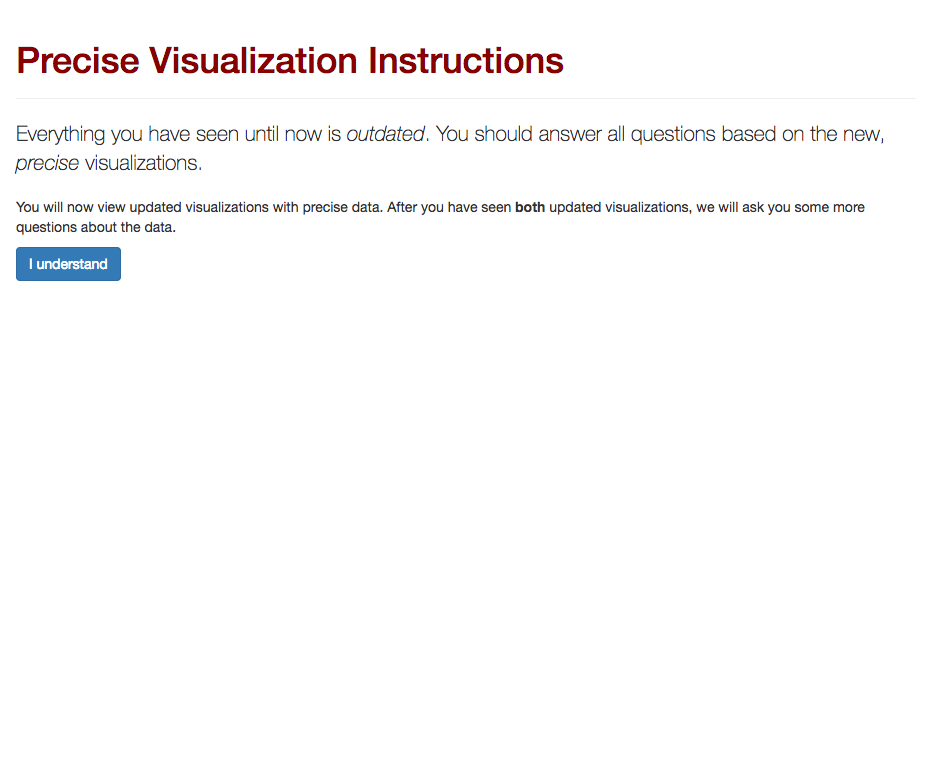 Precise Visualization Instructions
Everything you have seen until now is outdated. You should answer all questions based on the new,
precise visualizations.
You will now view updated visualizations with precise data. After you have seen both updated visualizations, we will ask you some more
questions about the data.
I understand